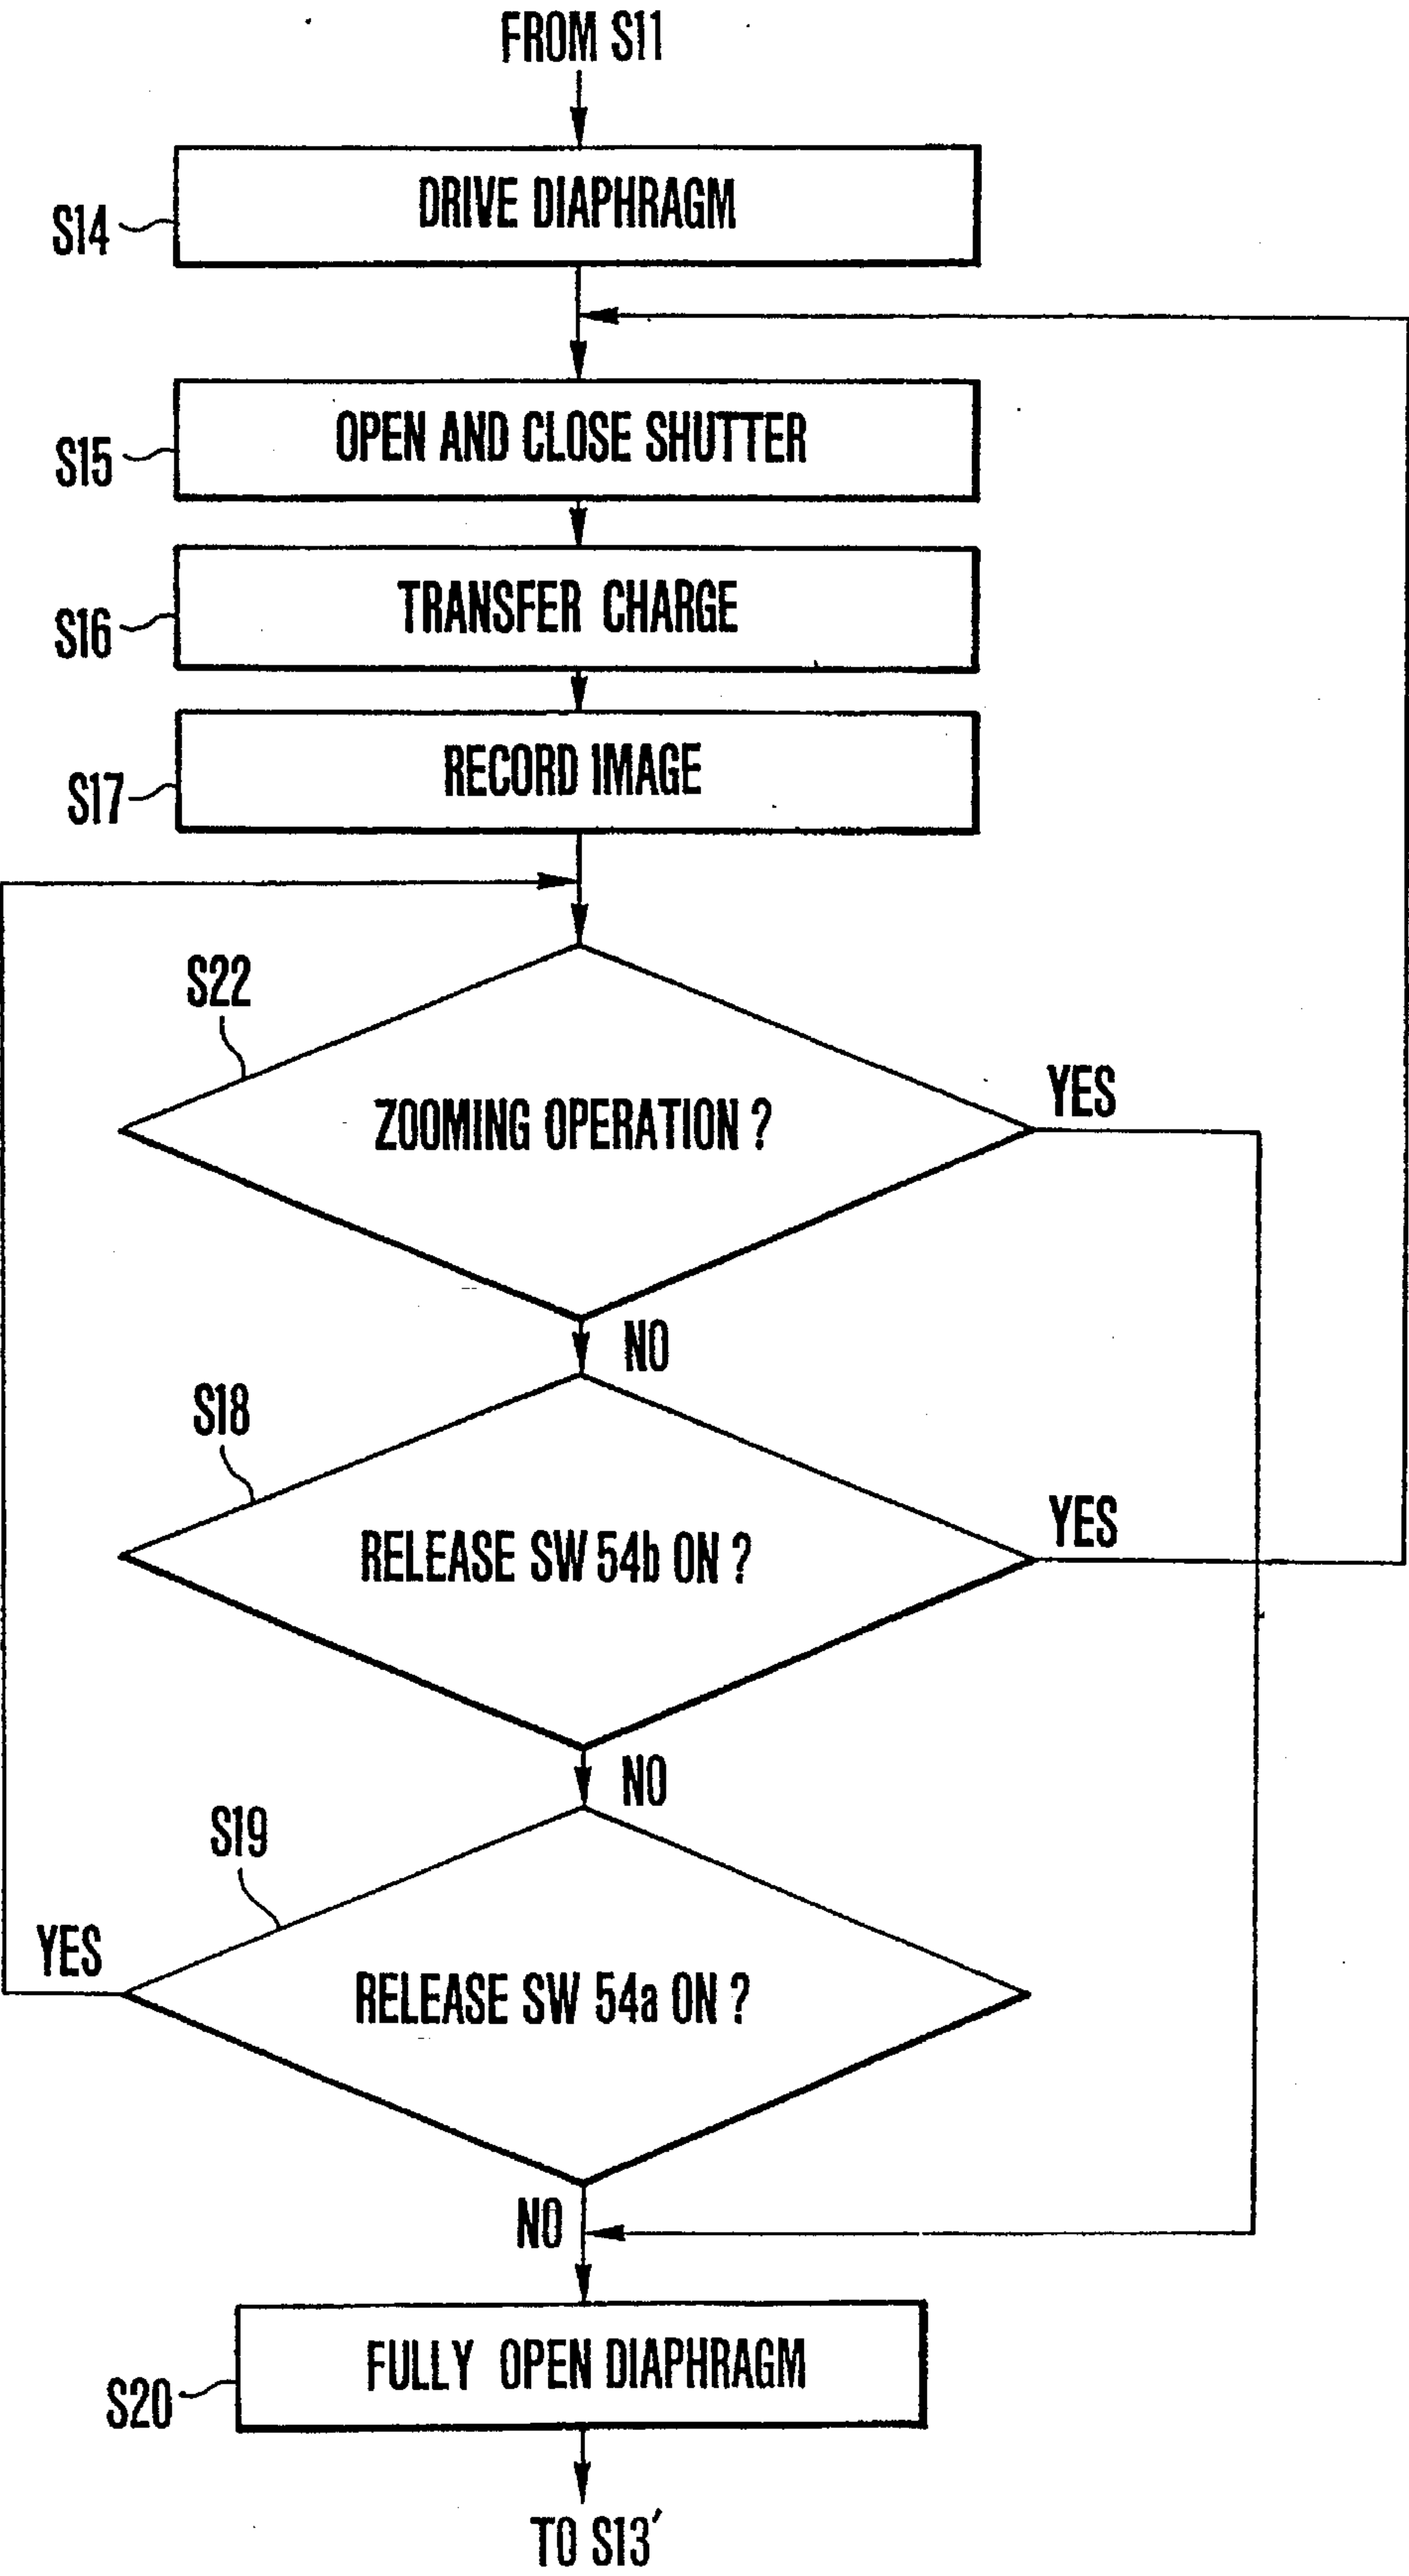 FROM S11
DRIVE DIAPHRAGM
S14
OPEN AND CLOSE SHUTTER
S15
TRANSFER CHARGE
S16
RECORD IMAGE
S17
S22
YES
ZOOMING OPERATION ?
NO
S18
YES
RELEASE SW 54b ON ?
NO
S19
YES
RELEASE SW 54a ON ?
NO
FULLY OPEN DIAPHRAGM
S20
TO S13′